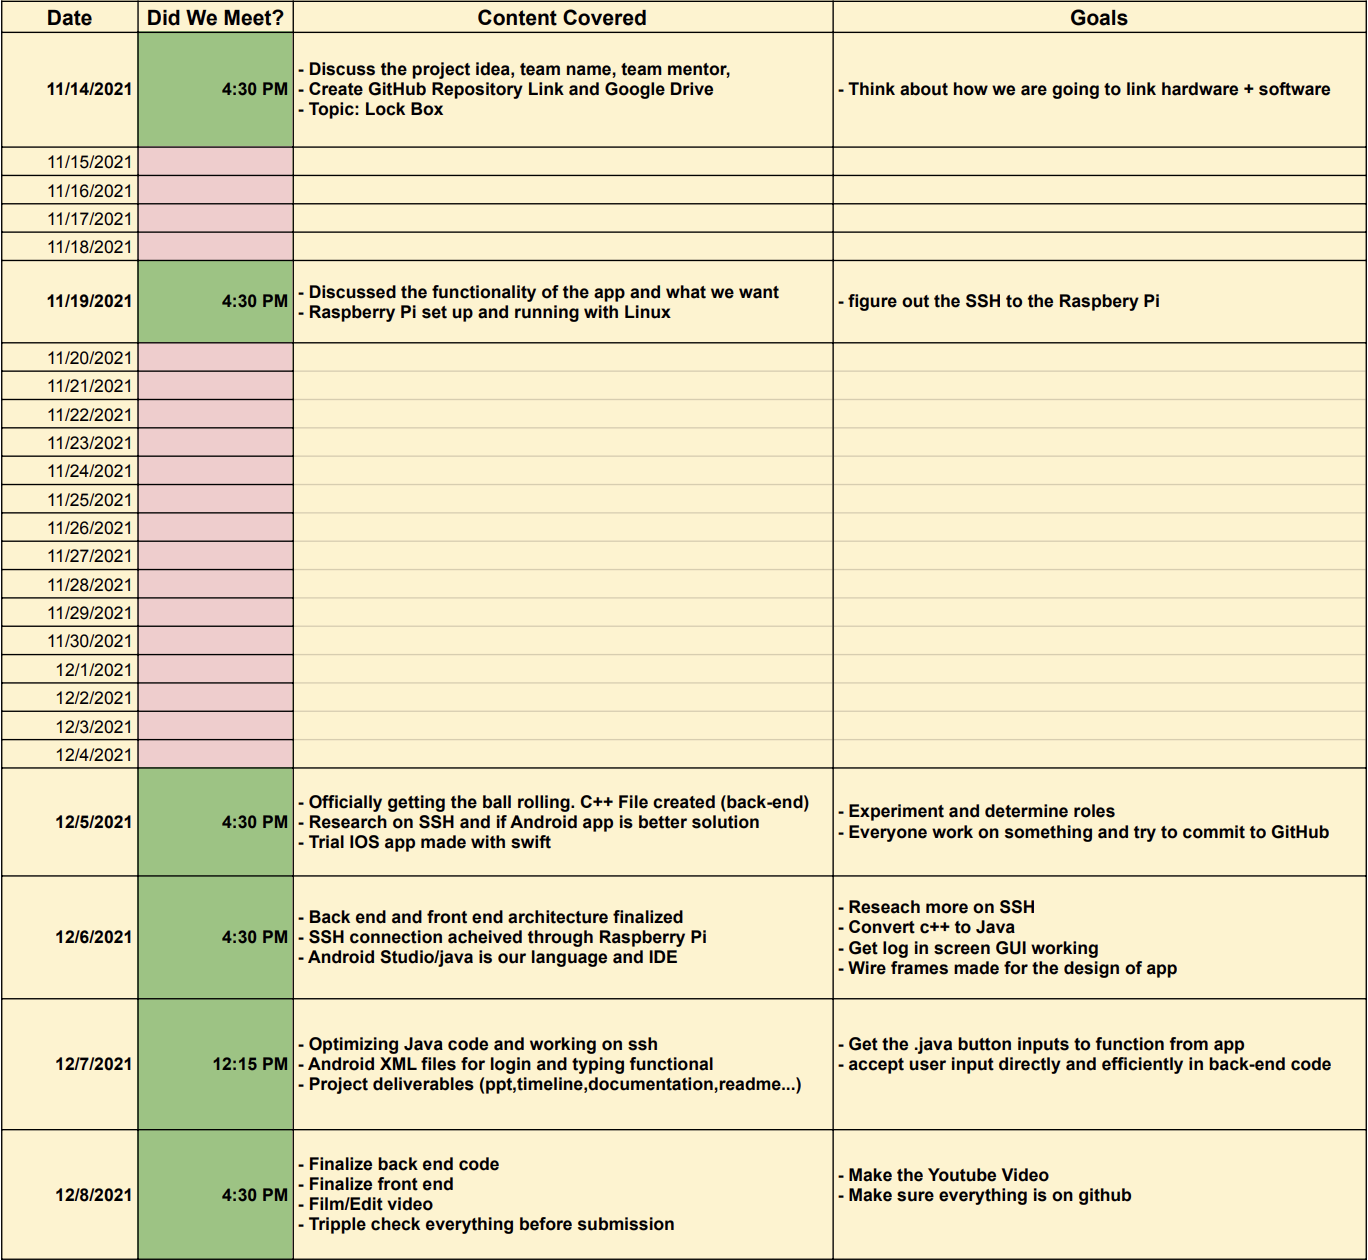 Date Did We Meet? Content Covered Goals
11/14/2021 4:30 PM
- Discuss the project idea, team name, team mentor,
- Create GitHub Repository Link and Google Drive
- Topic: Lock Box
- Think about how we are going to link hardware + software
11/15/2021
11/16/2021
11/17/2021
11/18/2021
11/19/2021 4:30 PM
- Discussed the functionality of the app and what we want
- Raspberry Pi set up and running with Linux
- figure out the SSH to the Raspbery Pi
11/20/2021
11/21/2021
11/22/2021
11/23/2021
11/24/2021
11/25/2021
11/26/2021
11/27/2021
11/28/2021
11/29/2021
11/30/2021
12/1/2021
12/2/2021
12/3/2021
12/4/2021
12/5/2021 4:30 PM
- Officially getting the ball rolling. C++ File created (back-end)
- Research on SSH and if Android app is better solution
- Trial IOS app made with swift
- Experiment and determine roles
- Everyone work on something and try to commit to GitHub
12/6/2021 4:30 PM
- Back end and front end architecture finalized
- SSH connection acheived through Raspberry Pi
- Android Studio/java is our language and IDE
- Reseach more on SSH
- Convert c++ to Java
- Get log in screen GUI working
- Wire frames made for the design of app
12/7/2021 12:15 PM
- Optimizing Java code and working on ssh
- Android XML files for login and typing functional
- Project deliverables (ppt,timeline,documentation,readme...)
- Get the .java button inputs to function from app
- accept user input directly and efficiently in back-end code
12/8/2021 4:30 PM
- Finalize back end code
- Finalize front end
- Film/Edit video
- Tripple check everything before submission
- Make the Youtube Video
- Make sure everything is on github